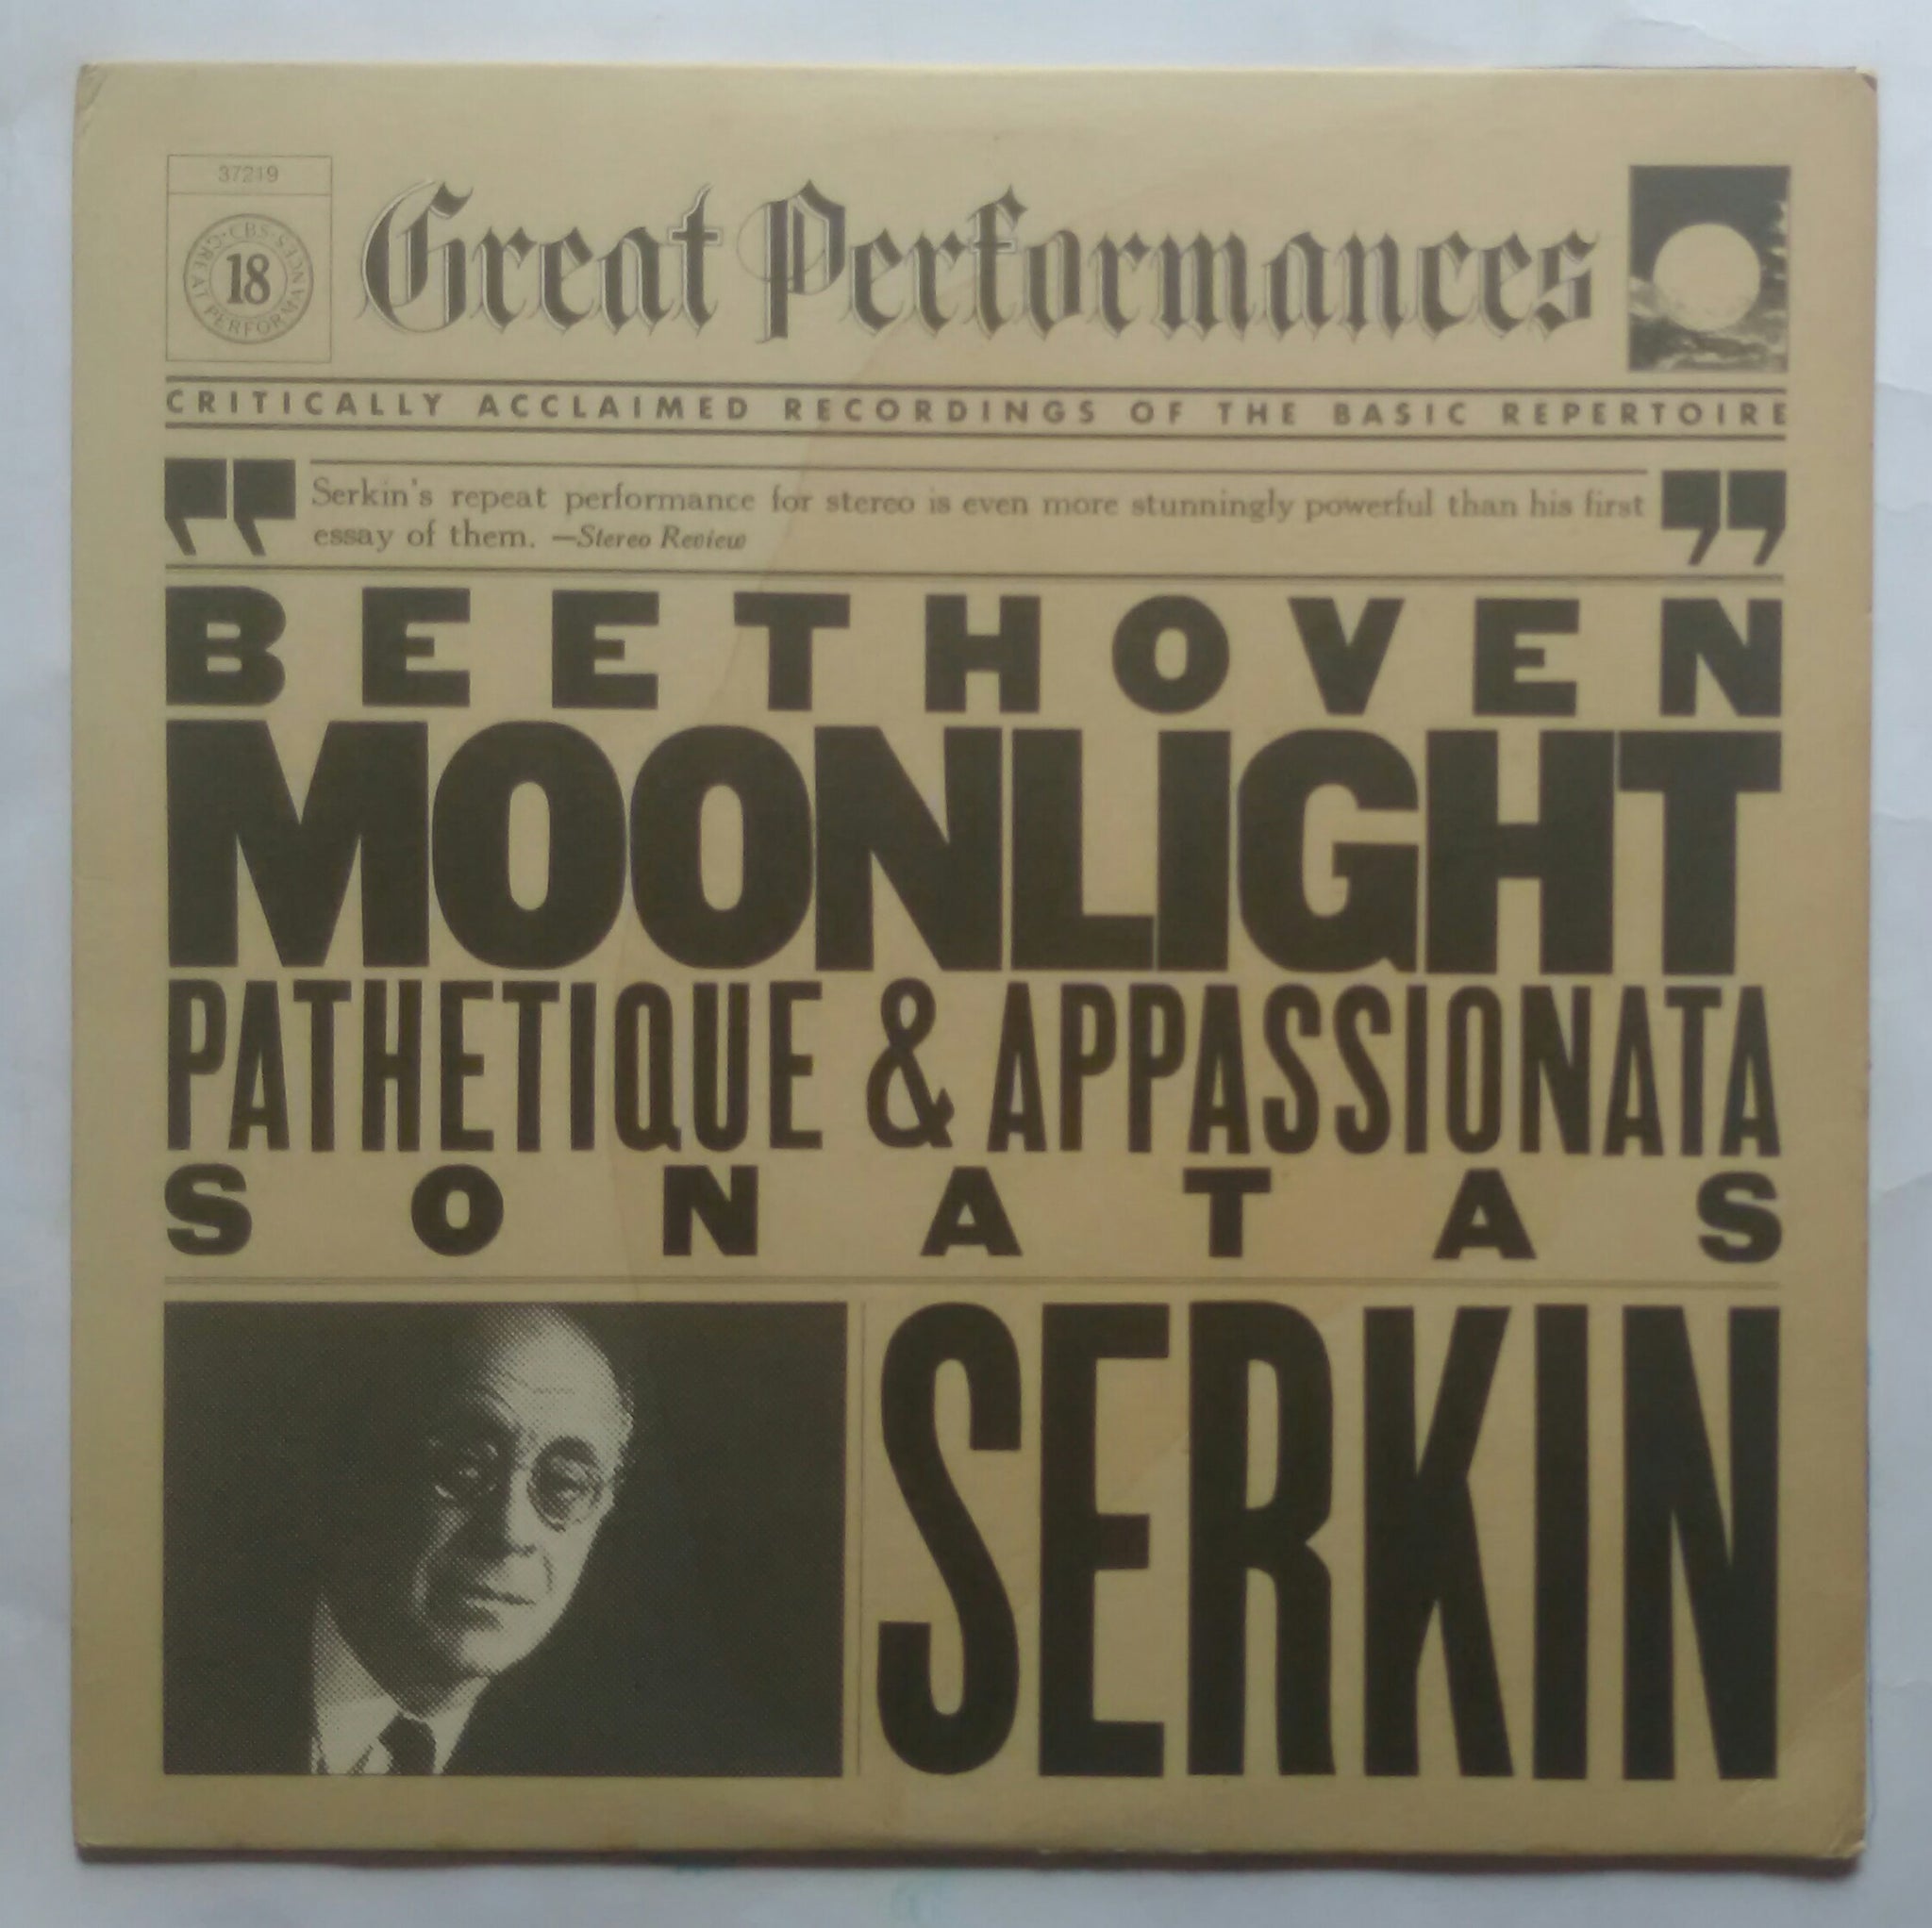 37219
CBS GREAT PERFORMANCES
18
Great Performances
CRITICALLY ACCLAIMED RECORDINGS OF THE BASIC REPERTOIRE
"Serkin's repeat performance for stereo is even more stunningly powerful than his first
essay of them. —Stereo Review"
BEETHOVEN
MOONLIGHT
PATHETIQUE & APPASSIONATA
SONATAS
SERKIN